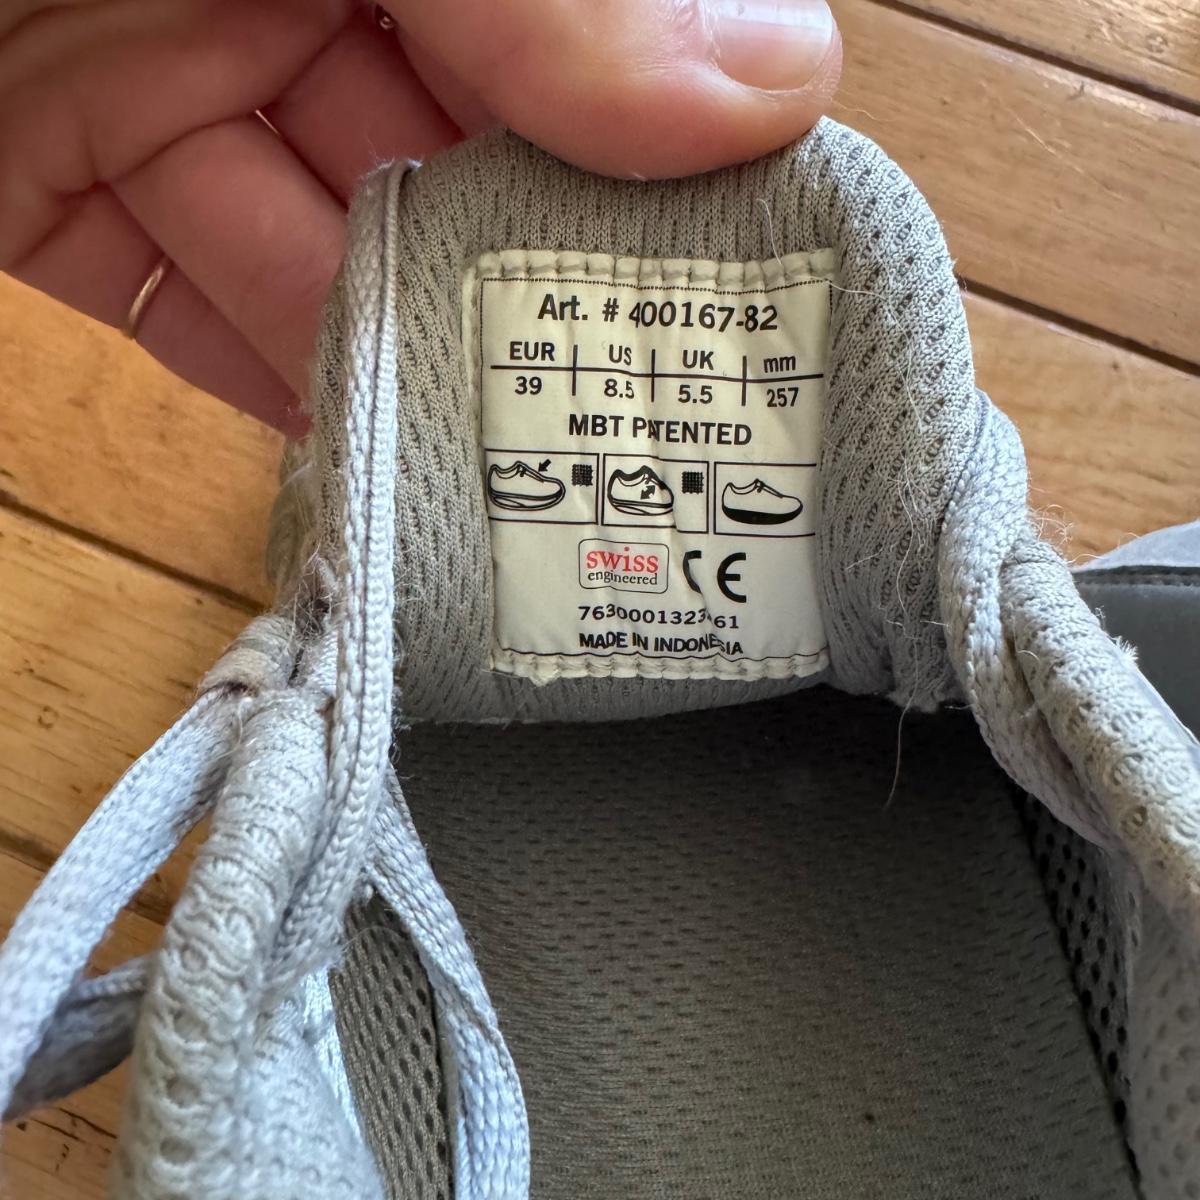 Art. # 400167-82
EUR | US | UK | mm
39 | 8.5 | 5.5 | 257
MBT PATENTED
swiss
engineered
CE
MADE IN INDONESIA